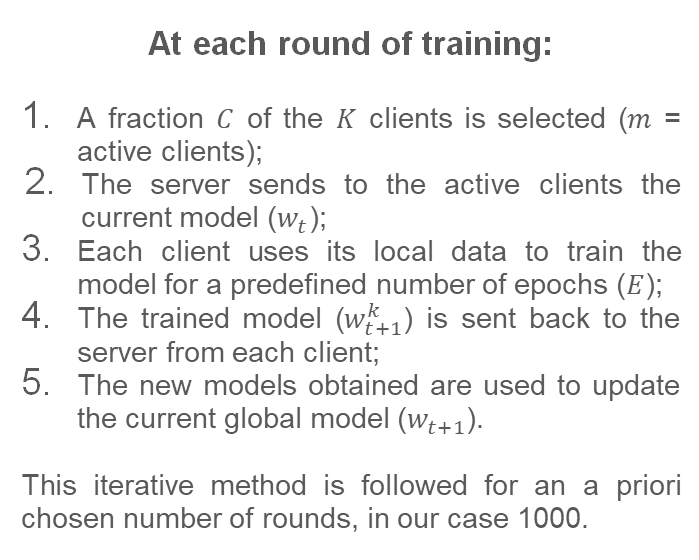 At each round of training:
1. A fraction C of the K clients is selected (m =
active clients);
2. The server sends to the active clients the
current model (wₜ);
3. Each client uses its local data to train the
model for a predefined number of epochs (E);
4. The trained model (wᵏₜ₊₁) is sent back to the
server from each client;
5. The new models obtained are used to update
the current global model (wₜ₊₁).
This iterative method is followed for an a priori
chosen number of rounds, in our case 1000.